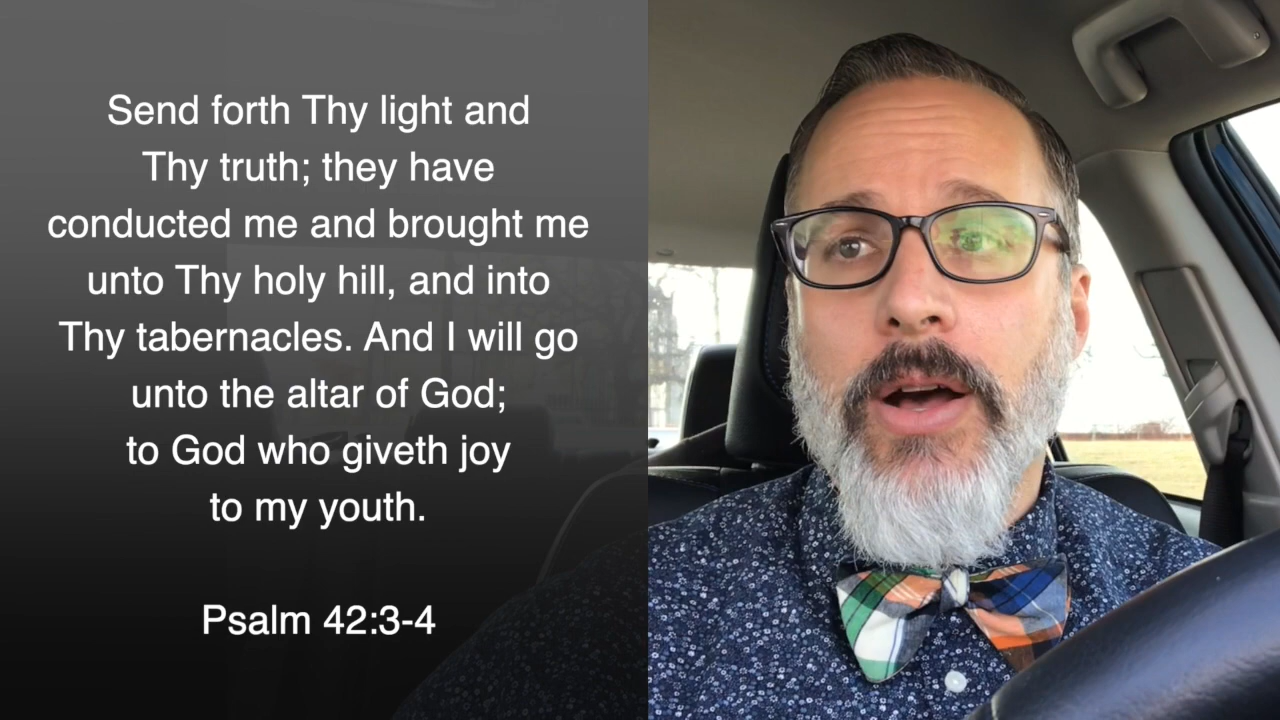 Send forth Thy light and
Thy truth; they have
conducted me and brought me
unto Thy holy hill, and into
Thy tabernacles. And I will go
unto the altar of God;
to God who giveth joy
to my youth.
Psalm 42:3-4